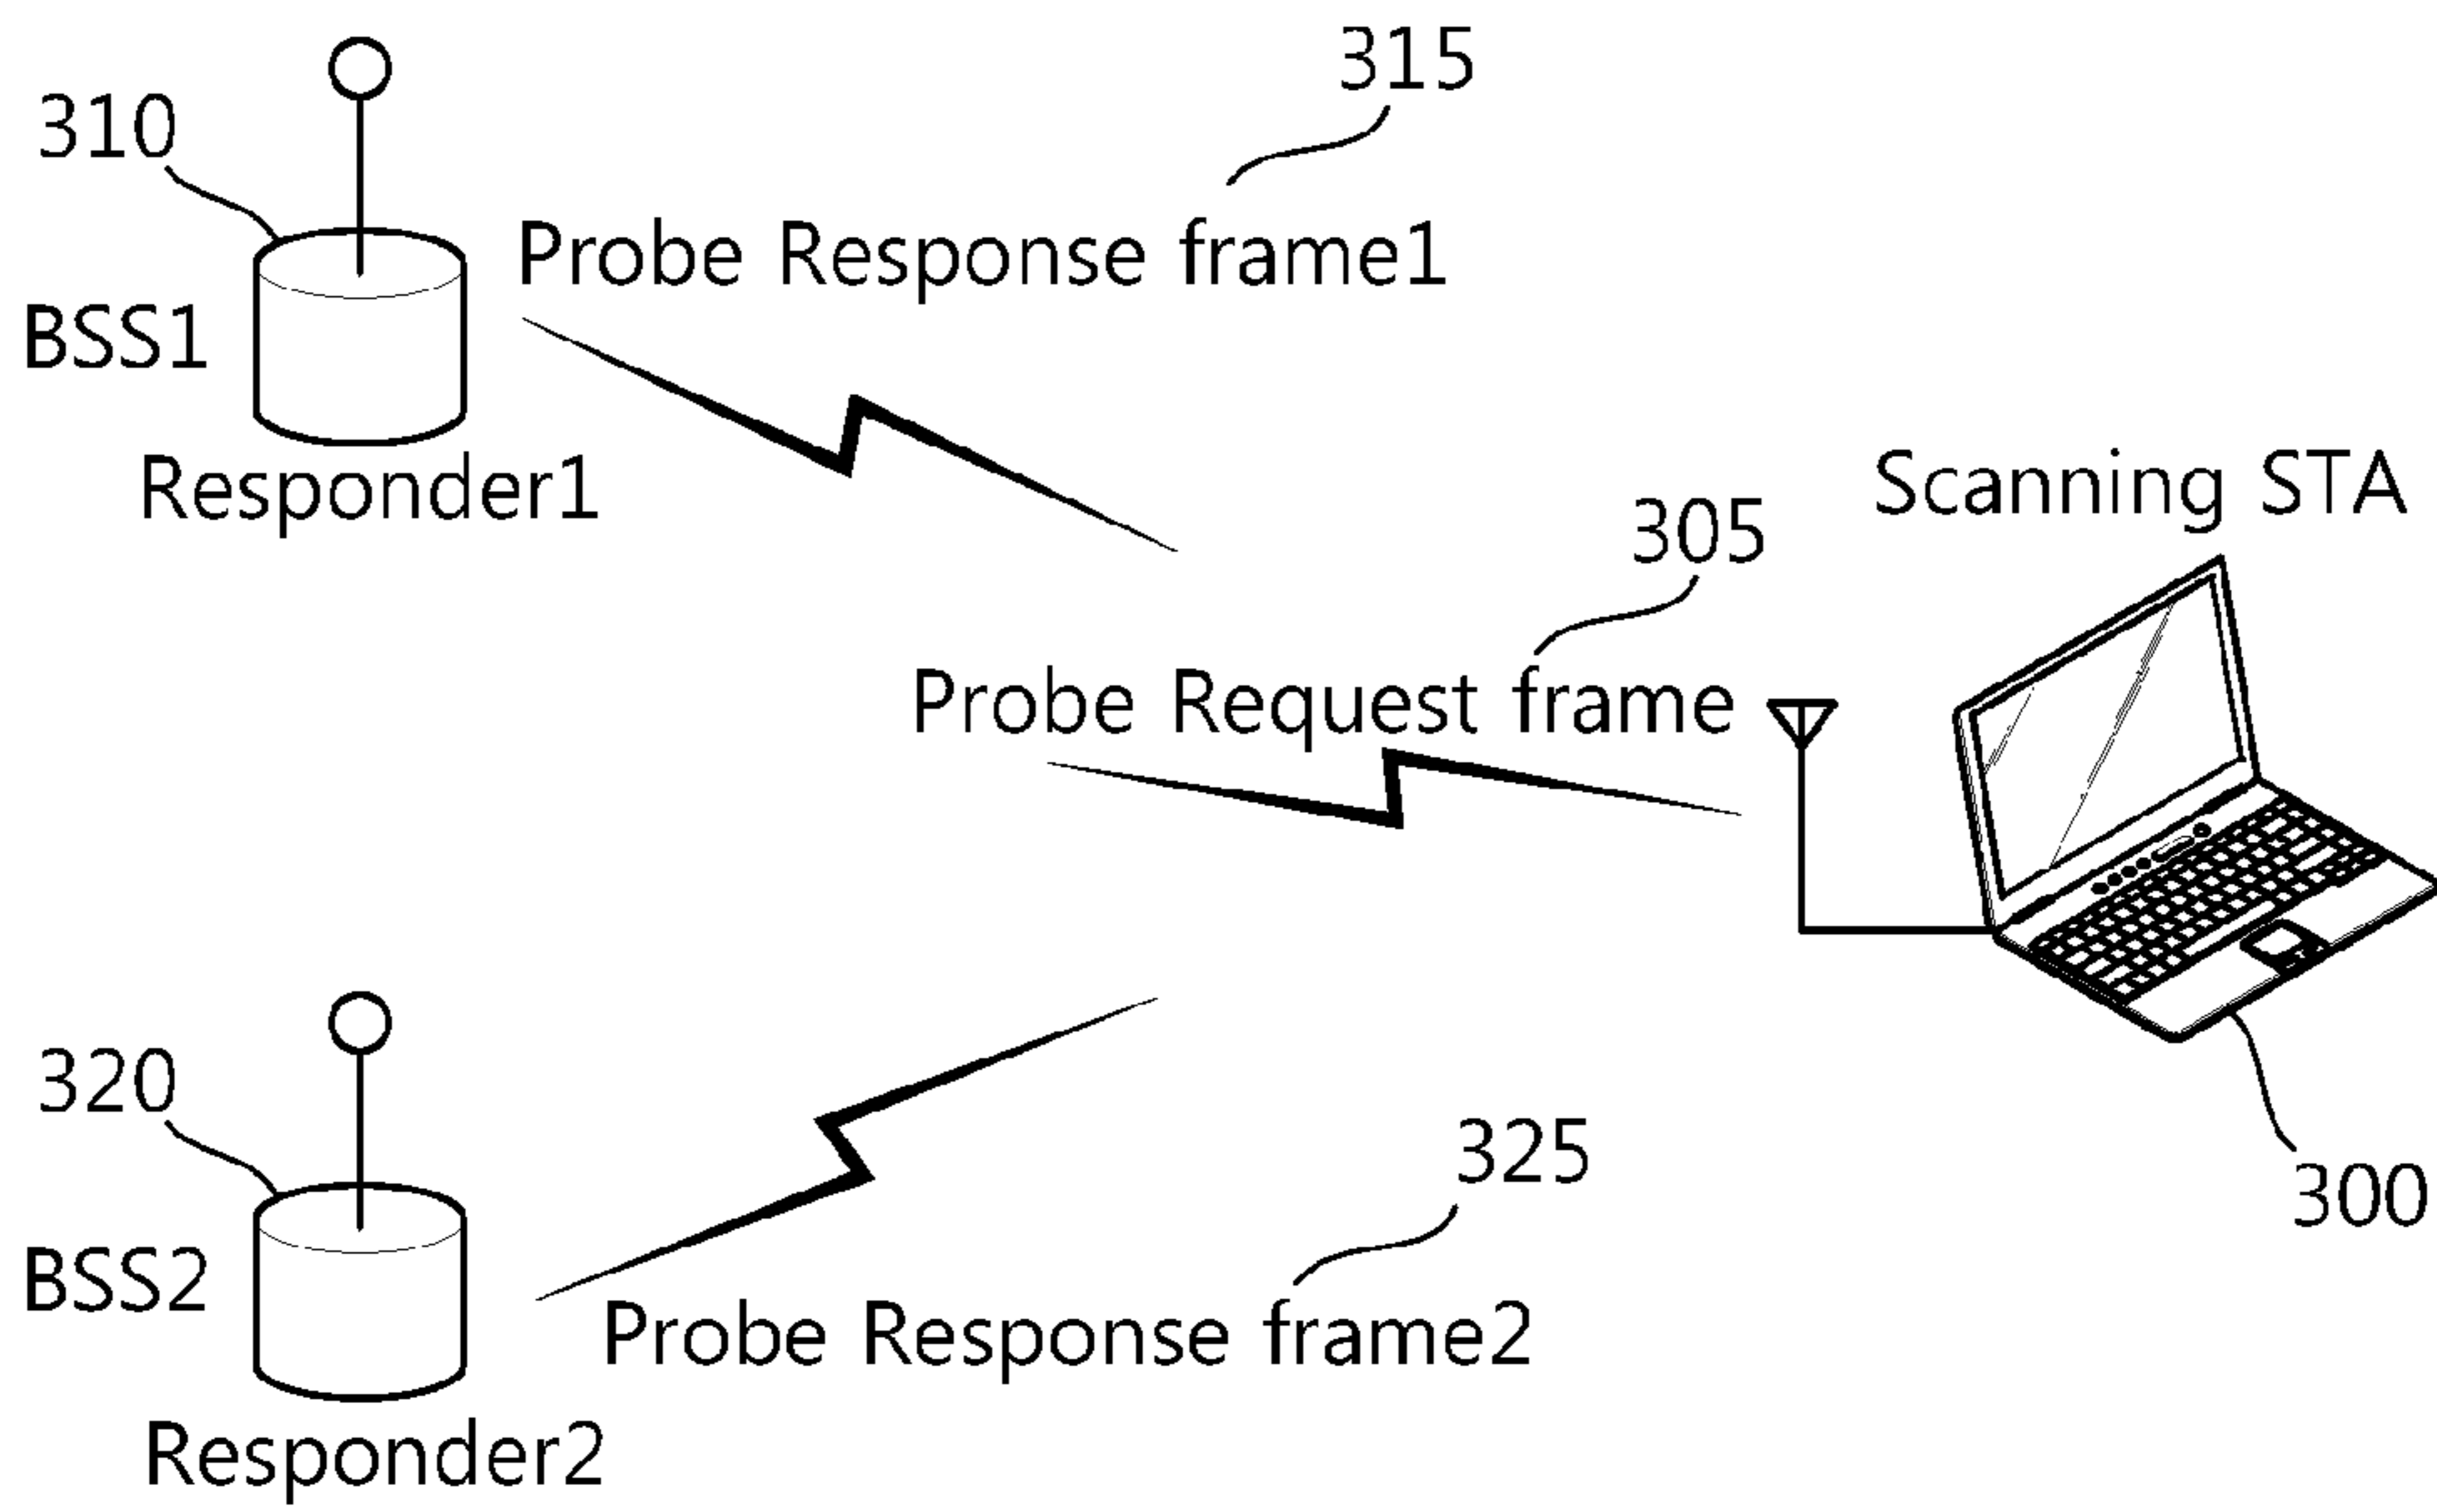 315
310
Probe Response frame1
BSS1
Responder1
Scanning STA
305
Probe Request frame
320
325
300
BSS2
Probe Response frame2
Responder2